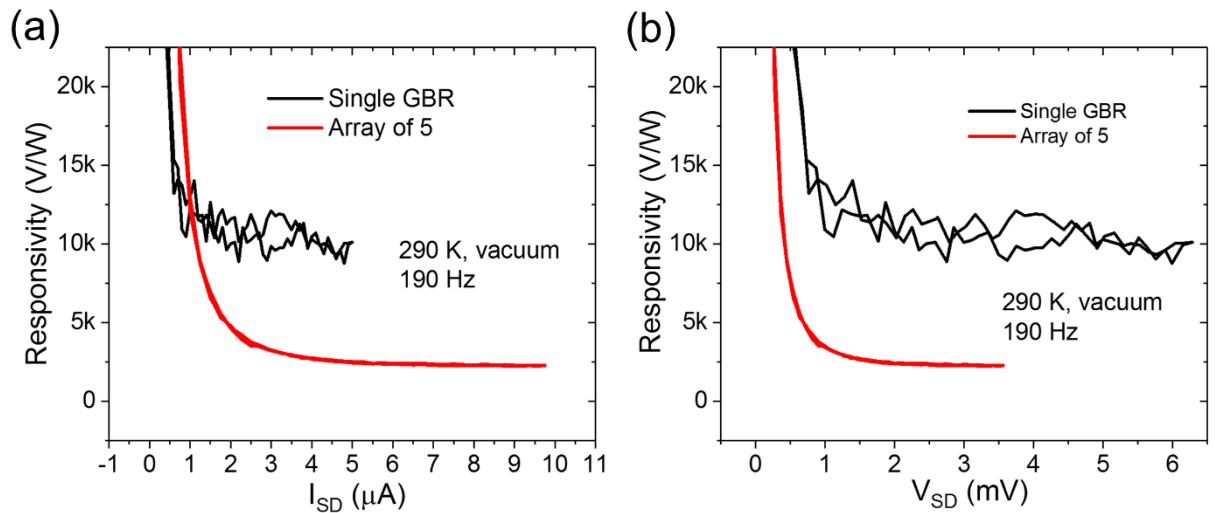 (a)
Responsivity (V/W)
20k
15k
10k
5k
0
Single GBR
Array of 5
290 K, vacuum
190 Hz
-1 0 1 2 3 4 5 6 7 8 9 10 11
I_SD (μA)
(b)
Responsivity (V/W)
20k
15k
10k
5k
0
Single GBR
Array of 5
290 K, vacuum
190 Hz
0 1 2 3 4 5 6
V_SD (mV)